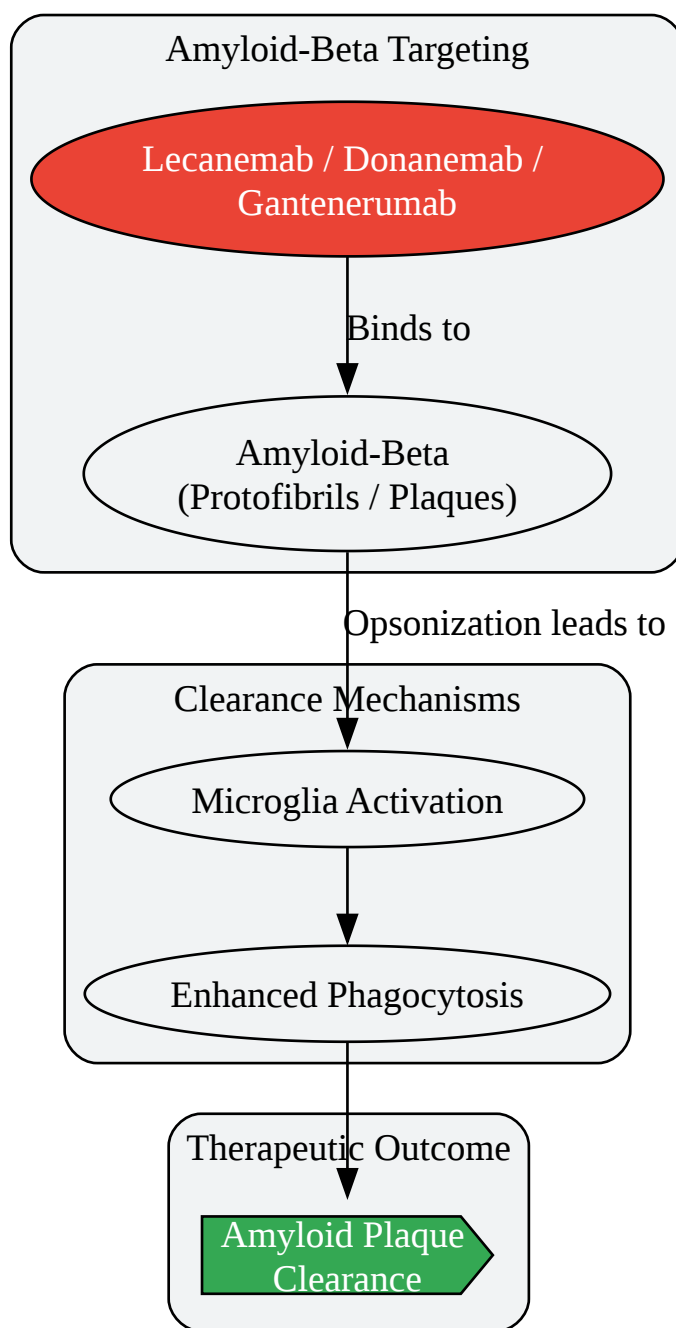 Amyloid-Beta Targeting
Lecanemab / Donanemab /
Gantenerumab
Binds to
Amyloid-Beta
(Protofibrils / Plaques)
Opsonization leads to
Clearance Mechanisms
Microglia Activation
Enhanced Phagocytosis
Therapeutic Outcome
Amyloid Plaque
Clearance